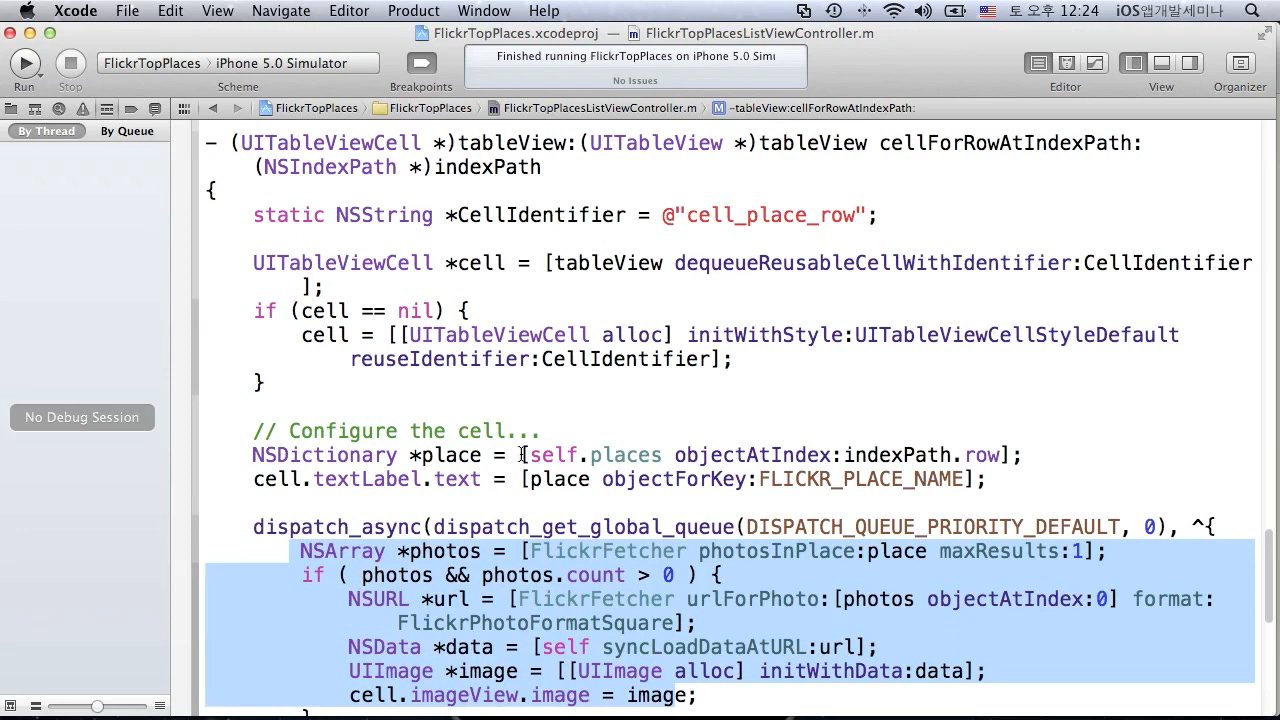 Xcode File Edit View Navigate Editor Product Window Help 토 오후 12:24 iOS앱개발세미나
FlickrTopPlaces.xcodeproj — FlickrTopPlacesListViewController.m
FlickrTopPlaces iPhone 5.0 Simulator
Finished running FlickrTopPlaces on iPhone 5.0 Simu
No Issues
Run Stop Scheme Breakpoints Editor View Organizer
FlickrTopPlaces FlickrTopPlaces FlickrTopPlacesListViewController.m -tableView:cellForRowAtIndexPath:
By Thread By Queue
No Debug Session
- (UITableViewCell *)tableView:(UITableView *)tableView cellForRowAtIndexPath:
(NSIndexPath *)indexPath
{
static NSString *CellIdentifier = @"cell_place_row";
UITableViewCell *cell = [tableView dequeueReusableCellWithIdentifier:CellIdentifier
];
if (cell == nil) {
cell = [[UITableViewCell alloc] initWithStyle:UITableViewCellStyleDefault
reuseIdentifier:CellIdentifier];
}
// Configure the cell...
NSDictionary *place = [self.places objectAtIndex:indexPath.row];
cell.textLabel.text = [place objectForKey:FLICKR_PLACE_NAME];
dispatch_async(dispatch_get_global_queue(DISPATCH_QUEUE_PRIORITY_DEFAULT, 0), ^{
NSArray *photos = [FlickrFetcher photosInPlace:place maxResults:1];
if ( photos && photos.count > 0 ) {
NSURL *url = [FlickrFetcher urlForPhoto:[photos objectAtIndex:0] format:
FlickrPhotoFormatSquare];
NSData *data = [self syncLoadDataAtURL:url];
UIImage *image = [[UIImage alloc] initWithData:data];
cell.imageView.image = image;
}